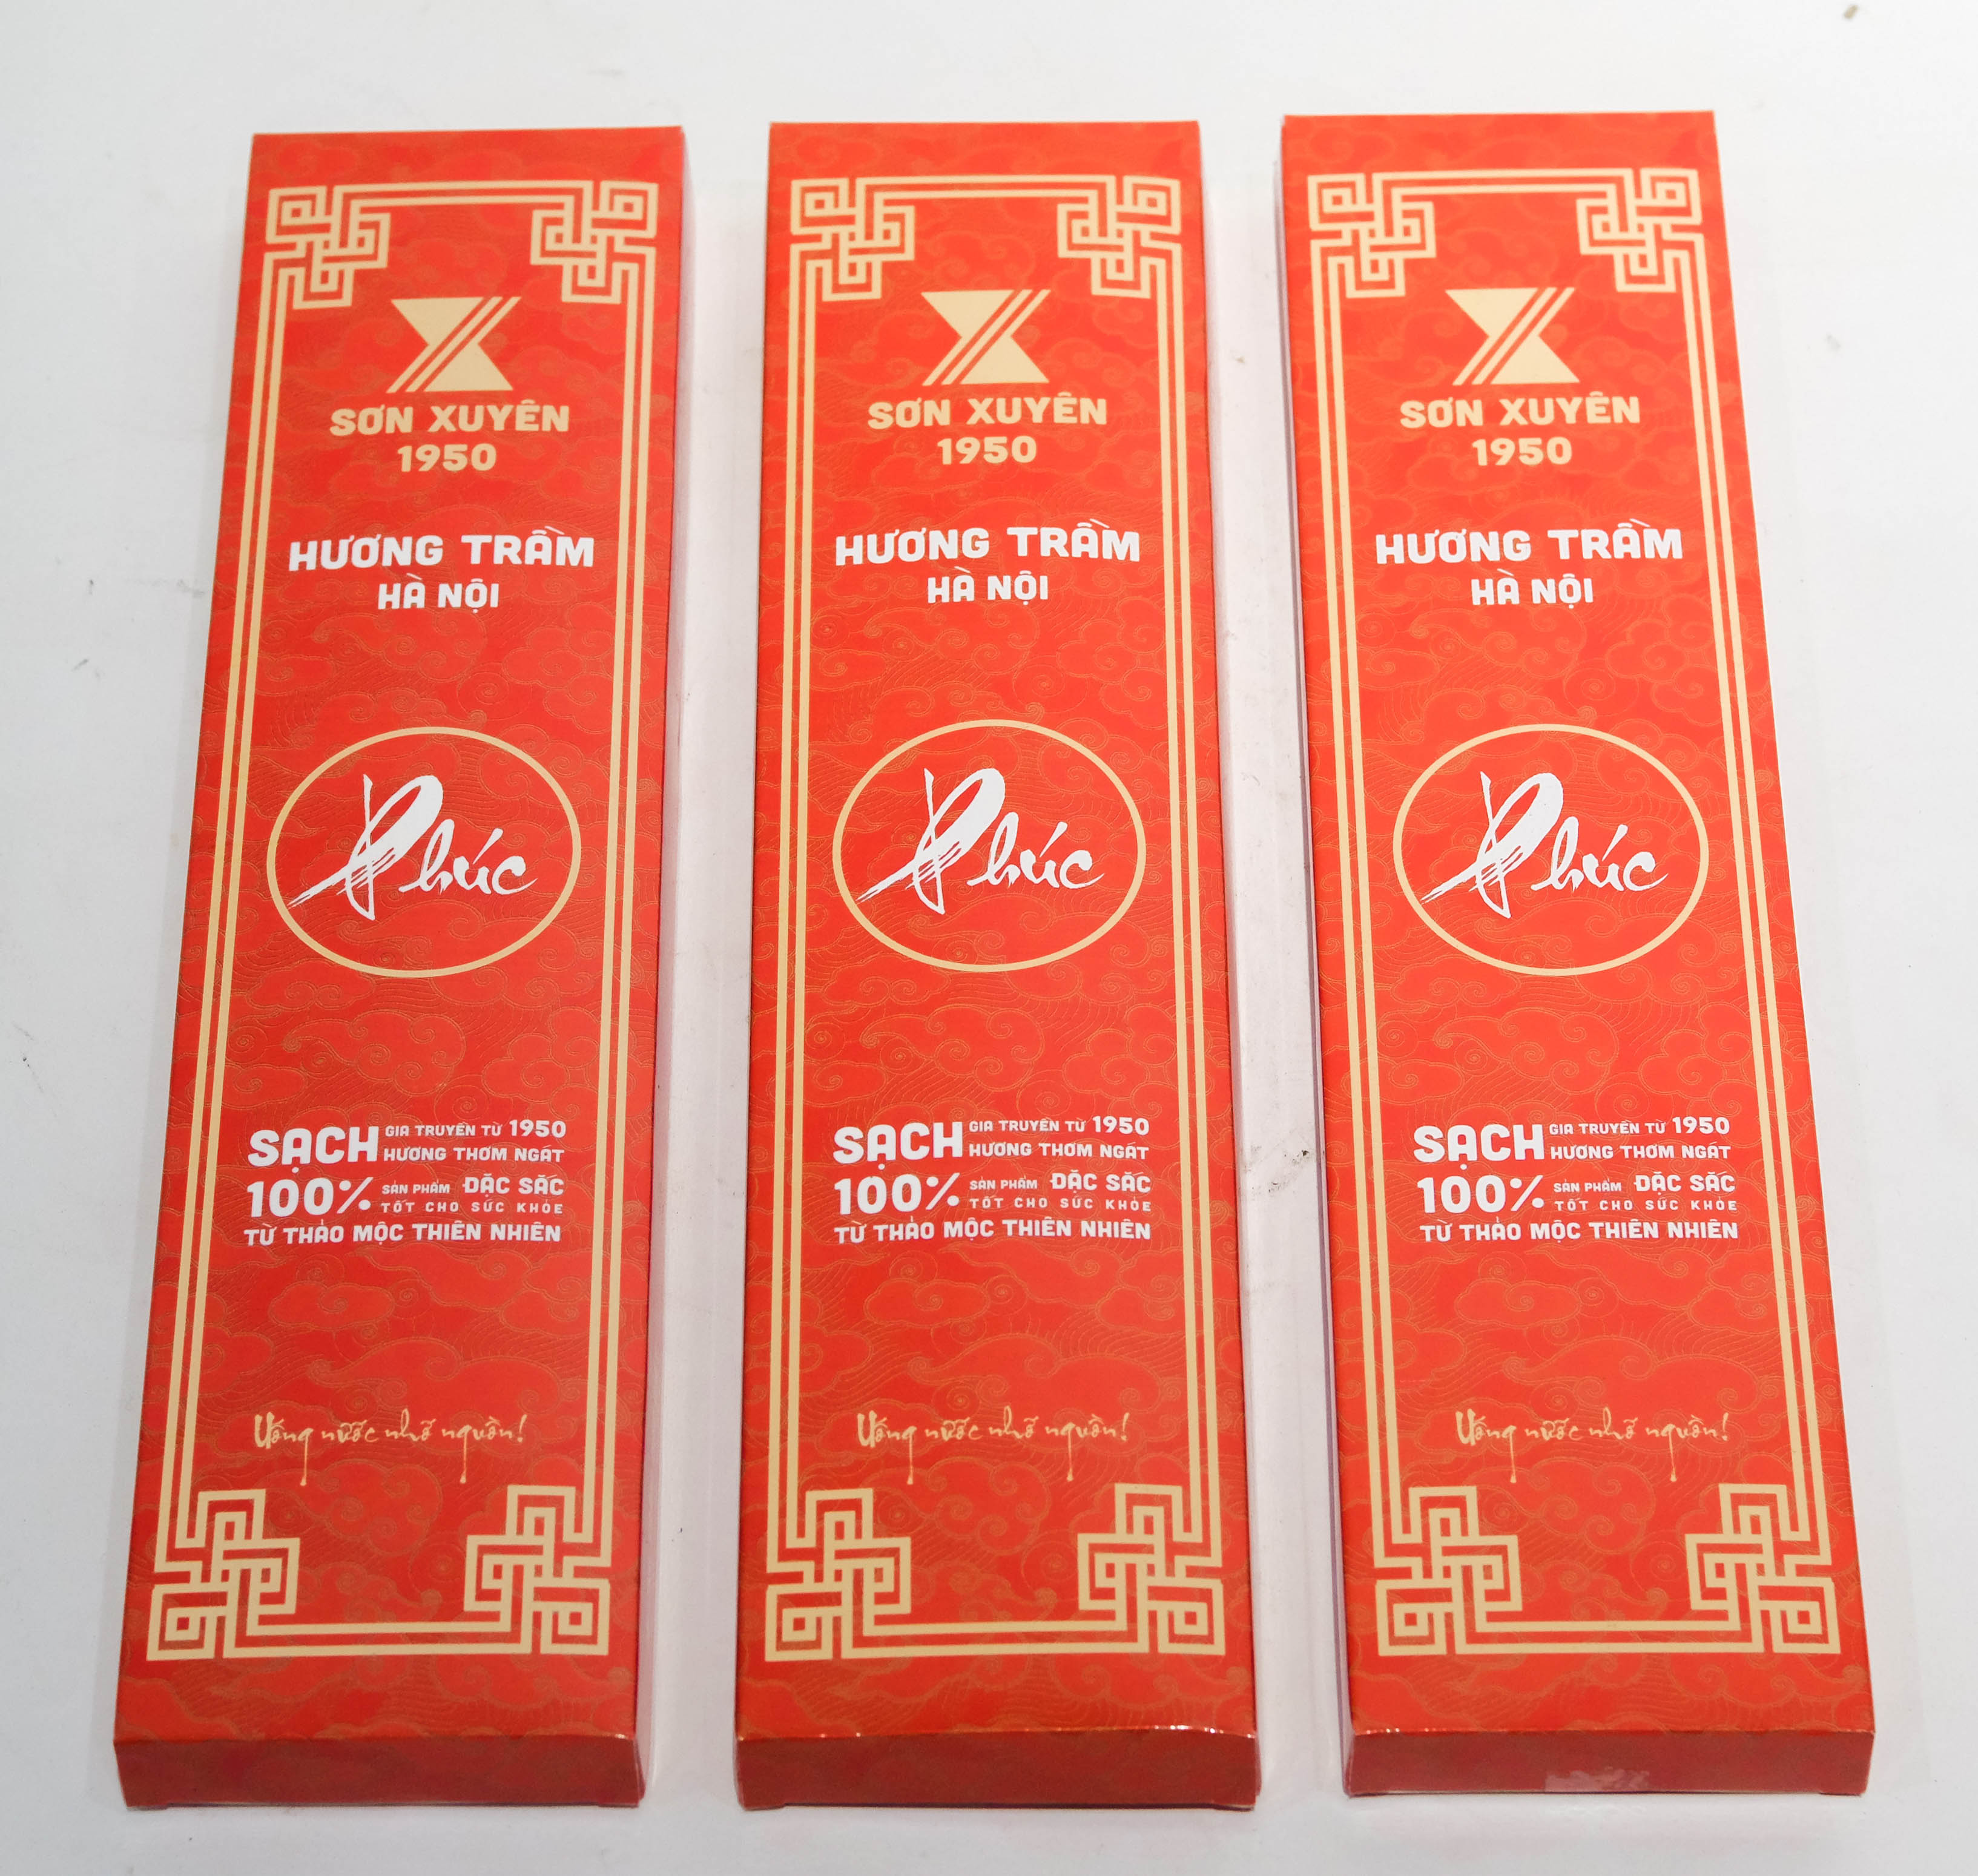 SƠN XUYÊN
1950
HƯƠNG TRẦM
HÀ NỘI
Phúc
SẠCH GIA TRUYỀN TỪ 1950
HƯƠNG THƠM NGÁT
100% SẢN PHẨM ĐẶC SẮC
TỐT CHO SỨC KHỎE
TỪ THẢO MỘC THIÊN NHIÊN
Uống nước nhớ nguồn!
SƠN XUYÊN
1950
HƯƠNG TRẦM
HÀ NỘI
Phúc
SẠCH GIA TRUYỀN TỪ 1950
HƯƠNG THƠM NGÁT
100% SẢN PHẨM ĐẶC SẮC
TỐT CHO SỨC KHỎE
TỪ THẢO MỘC THIÊN NHIÊN
Uống nước nhớ nguồn!
SƠN XUYÊN
1950
HƯƠNG TRẦM
HÀ NỘI
Phúc
SẠCH GIA TRUYỀN TỪ 1950
HƯƠNG THƠM NGÁT
100% SẢN PHẨM ĐẶC SẮC
TỐT CHO SỨC KHỎE
TỪ THẢO MỘC THIÊN NHIÊN
Uống nước nhớ nguồn!